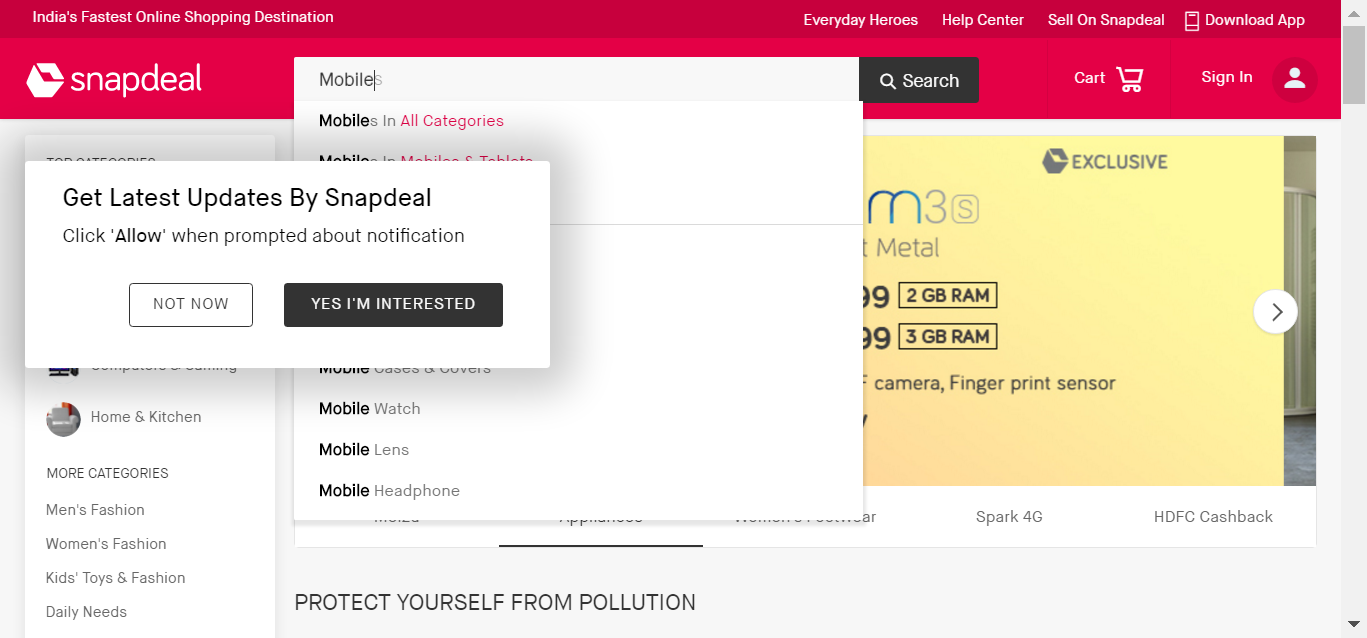 India's Fastest Online Shopping Destination
Everyday Heroes Help Center Sell On Snapdeal Download App
snapdeal
Mobiles
Search
Cart
Sign In
Mobiles In All Categories
Mobiles In Mobiles & Tablets
TOP CATEGORIES
Get Latest Updates By Snapdeal
Click 'Allow' when prompted about notification
NOT NOW
YES I'M INTERESTED
EXCLUSIVE
m3s
t Metal
99 2 GB RAM
99 3 GB RAM
F camera, Finger print sensor
Computers & Gaming
Home & Kitchen
MORE CATEGORIES
Men's Fashion
Women's Fashion
Kids' Toys & Fashion
Daily Needs
Mobile Cases & Covers
Mobile Watch
Mobile Lens
Mobile Headphone
Meizu Appliances Women's Footwear Spark 4G HDFC Cashback
PROTECT YOURSELF FROM POLLUTION